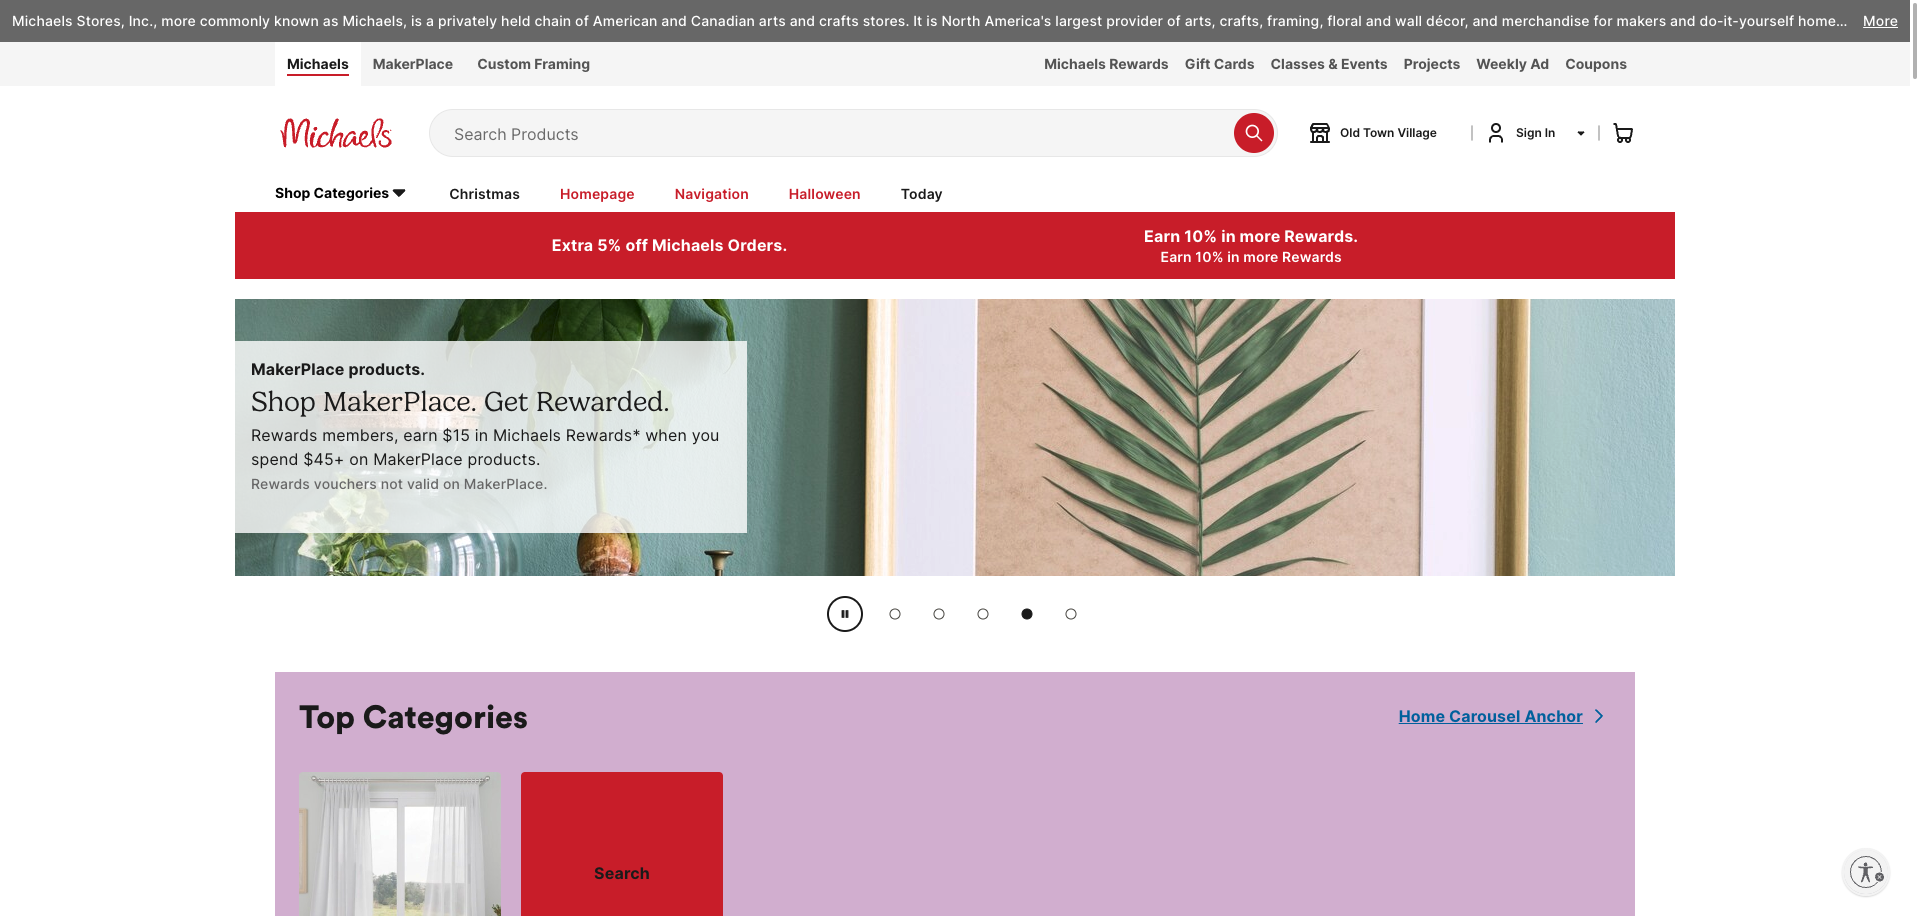 Michaels Stores, Inc., more commonly known as Michaels, is a privately held chain of American and Canadian arts and crafts stores. It is North America's largest provider of arts, crafts, framing, floral and wall décor, and merchandise for makers and do-it-yourself home... More
Michaels MakerPlace Custom Framing Michaels Rewards Gift Cards Classes & Events Projects Weekly Ad Coupons
Michaels Search Products Old Town Village Sign In
Shop Categories Christmas Homepage Navigation Halloween Today
Extra 5% off Michaels Orders.
Earn 10% in more Rewards.
Earn 10% in more Rewards
MakerPlace products.
Shop MakerPlace. Get Rewarded.
Rewards members, earn $15 in Michaels Rewards* when you
spend $45+ on MakerPlace products.
Rewards vouchers not valid on MakerPlace.
Top Categories Home Carousel Anchor
Search